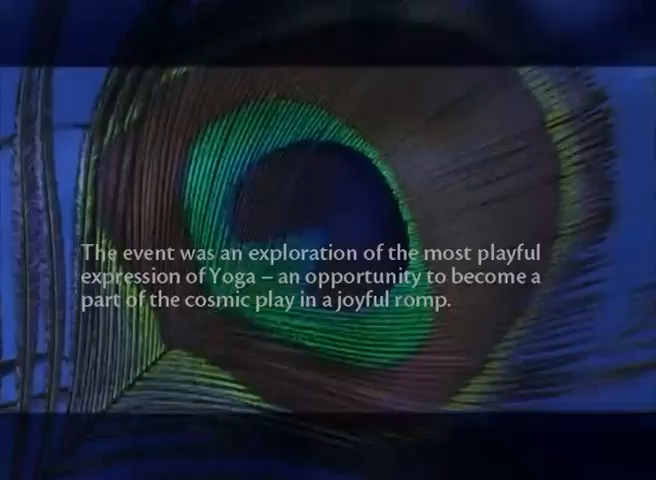 The event was an exploration of the most playful
expression of Yoga – an opportunity to become a
part of the cosmic play in a joyful romp.